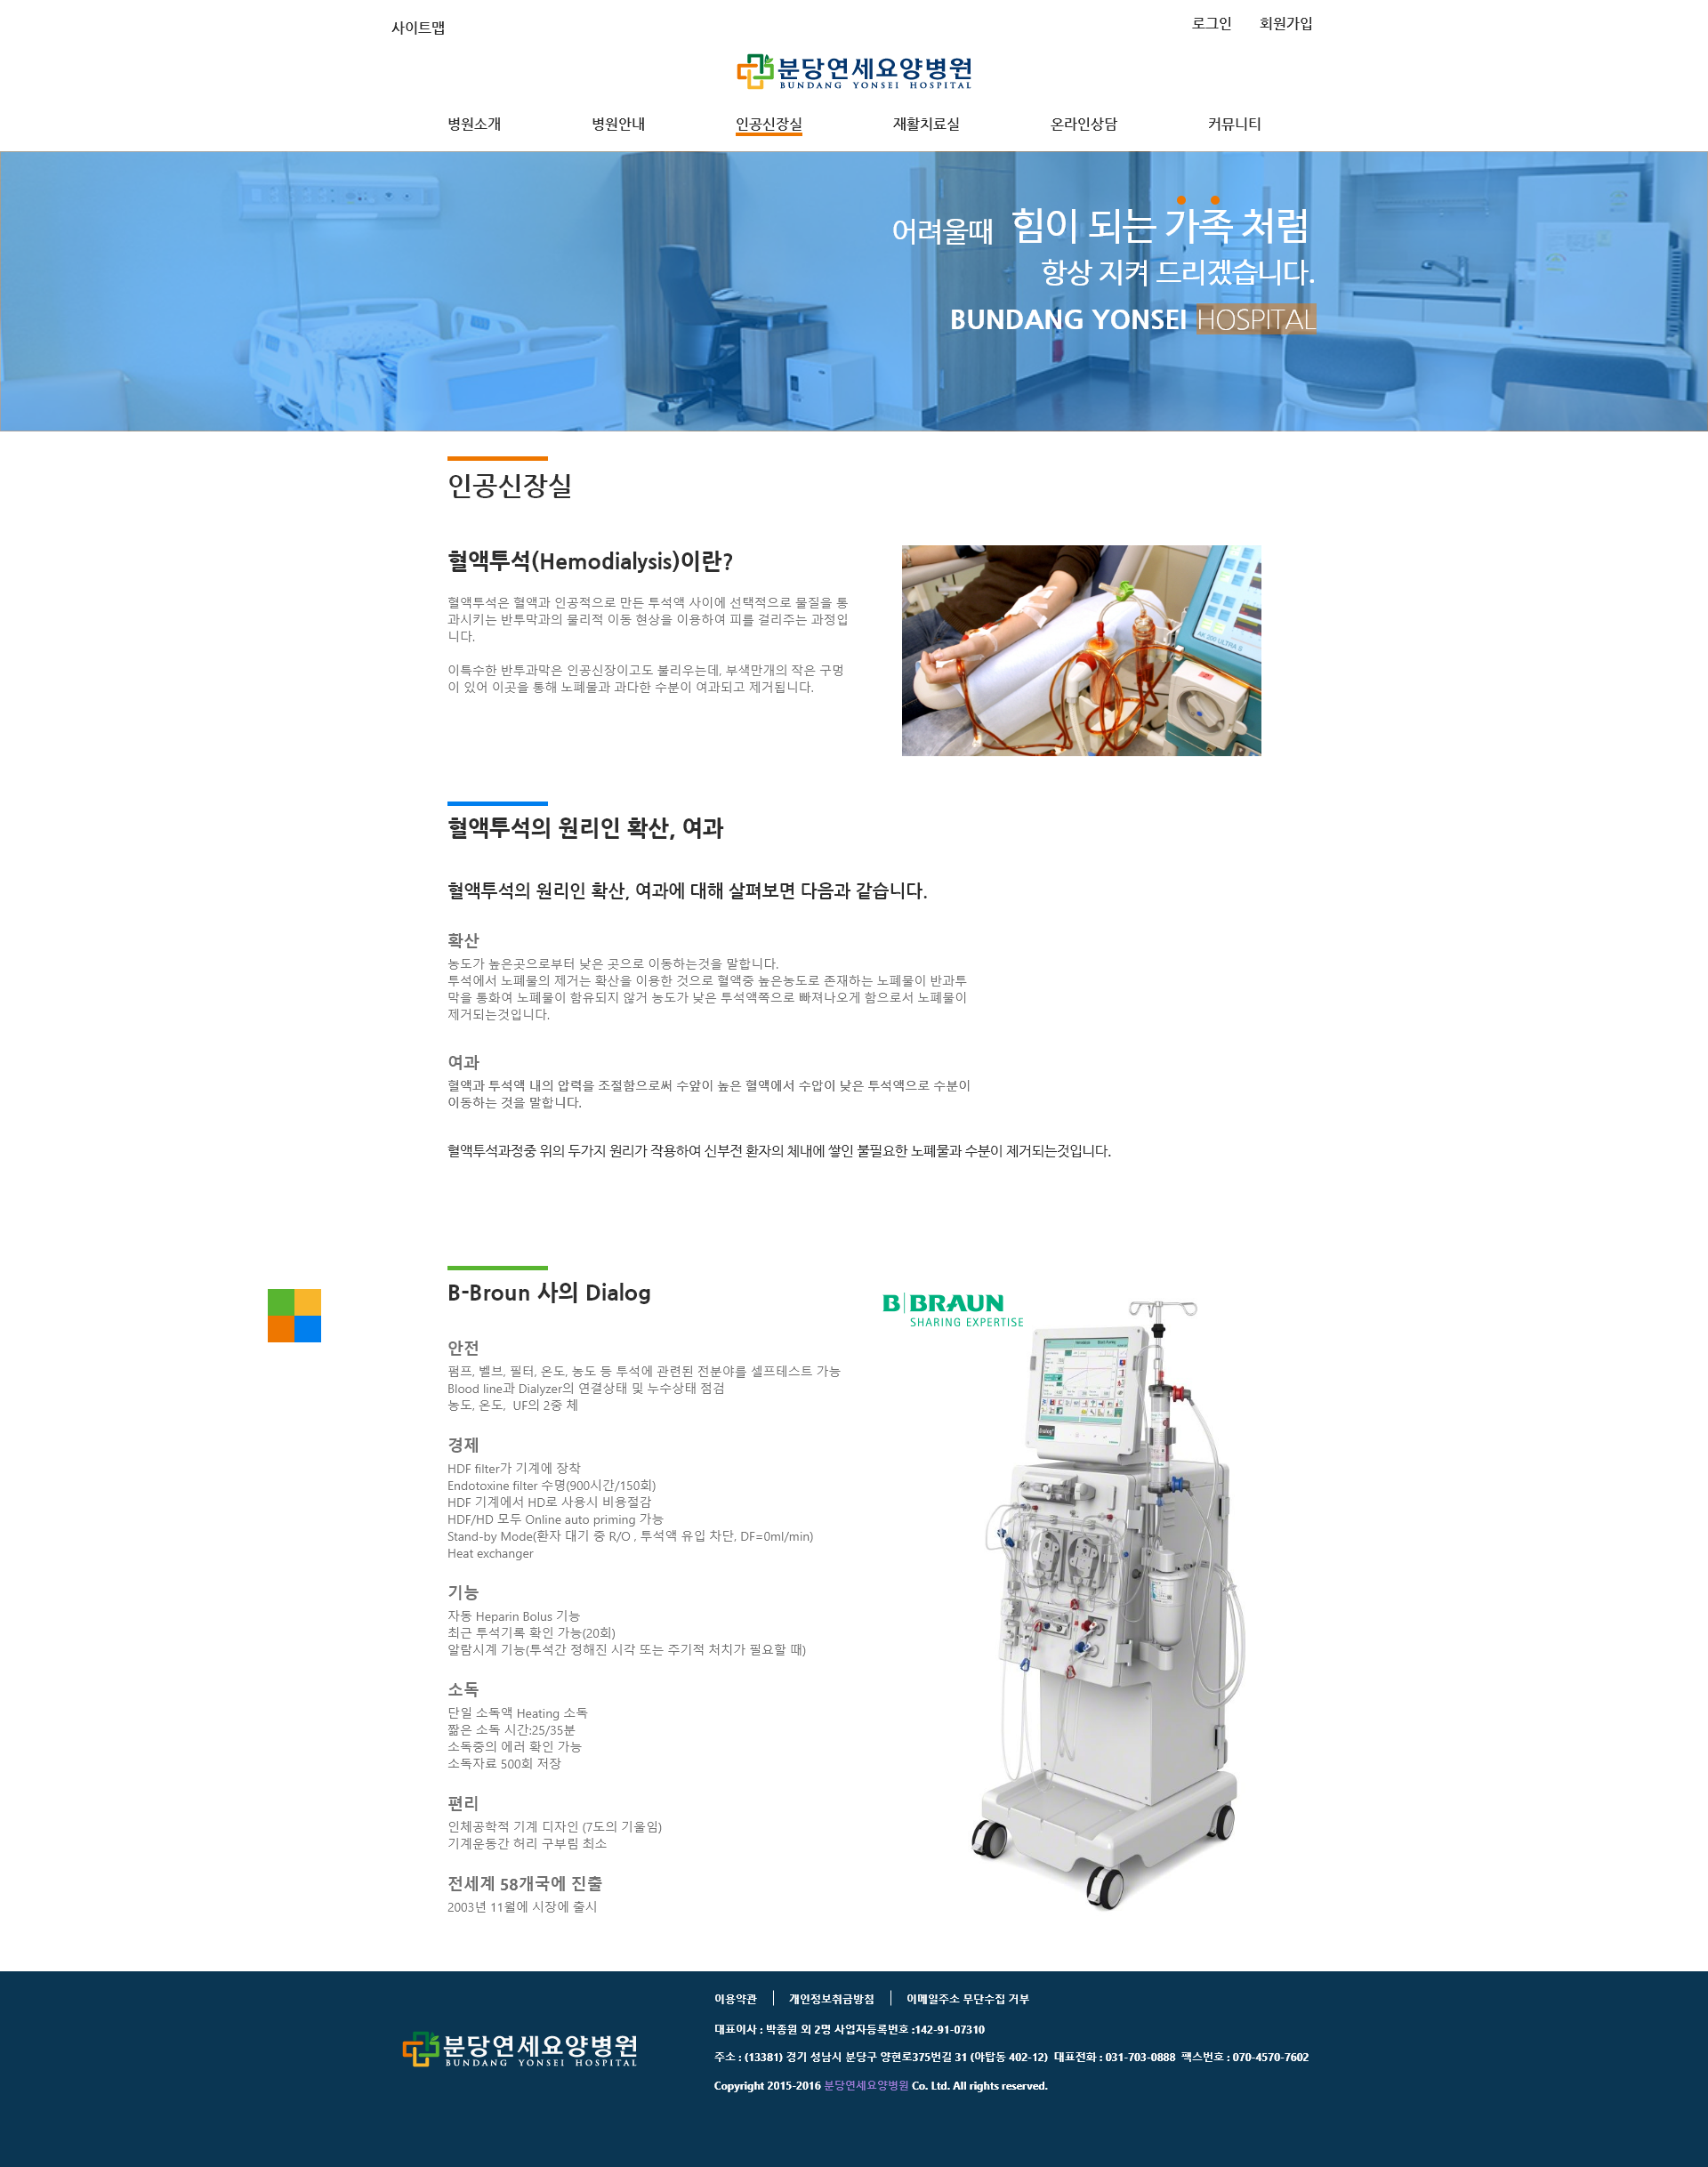 사이트맵
로그인 회원가입
분당연세요양병원
BUNDANG YONSEI HOSPITAL
병원소개 병원안내 인공신장실 재활치료실 온라인상담 커뮤니티
어려울때 힘이 되는 가족 처럼
항상 지켜 드리겠습니다.
BUNDANG YONSEI HOSPITAL
인공신장실
혈액투석(Hemodialysis)이란?
혈액투석은 혈액과 인공적으로 만든 투석액 사이에 선택적으로 물질을 통
과시키는 반투막과의 물리적 이동 현상을 이용하여 피를 걸리주는 과정입
니다.
이특수한 반투과막은 인공신장이고도 불리우는데, 부색만개의 작은 구멍
이 있어 이곳을 통해 노폐물과 과다한 수분이 여과되고 제거됩니다.
AK 200 ULTRA S
혈액투석의 원리인 확산, 여과
혈액투석의 원리인 확산, 여과에 대해 살펴보면 다음과 같습니다.
확산
농도가 높은곳으로부터 낮은 곳으로 이동하는것을 말합니다.
투석에서 노폐물의 제거는 확산을 이용한 것으로 혈액중 높은농도로 존재하는 노폐물이 반과투
막을 통화여 노폐물이 함유되지 않거 농도가 낮은 투석액쪽으로 빠져나오게 함으로서 노폐물이
제거되는것입니다.
여과
혈액과 투석액 내의 압력을 조절함으로써 수앞이 높은 혈액에서 수압이 낮은 투석액으로 수분이
이동하는 것을 말합니다.
혈액투석과정중 위의 두가지 원리가 작용하여 신부전 환자의 체내에 쌓인 불필요한 노폐물과 수분이 제거되는것입니다.
B-Broun 사의 Dialog
B|BRAUN
SHARING EXPERTISE
안전
펌프, 벨브, 필터, 온도, 농도 등 투석에 관련된 전분야를 셀프테스트 가능
Blood line과 Dialyzer의 연결상태 및 누수상태 점검
농도, 온도, UF의 2중 체
경제
HDF filter가 기계에 장착
Endotoxine filter 수명(900시간/150회)
HDF 기계에서 HD로 사용시 비용절감
HDF/HD 모두 Online auto priming 가능
Stand-by Mode(환자 대기 중 R/O , 투석액 유입 차단, DF=0ml/min)
Heat exchanger
기능
자동 Heparin Bolus 기능
최근 투석기록 확인 가능(20회)
알람시계 기능(투석간 정해진 시각 또는 주기적 처치가 필요할 때)
소독
단일 소독액 Heating 소독
짧은 소독 시간;25/35분
소독중의 에러 확인 가능
소독자료 500회 저장
편리
인체공학적 기계 디자인 (7도의 기울임)
기계운동간 허리 구부림 최소
전세계 58개국에 진출
2003년 11월에 시장에 출시
이용약관 개인정보취금방침 이메일주소 무단수집 거부
분당연세요양병원
BUNDANG YONSEI HOSPITAL
대표이사 : 박종원 외 2명 사업자등록번호 :142-91-07310
주소 : (13381) 경기 성남시 분당구 양현로375번길 31 (야탑동 402-12) 대표전화 : 031-703-0888 팩스번호 : 070-4570-7602
Copyright 2015-2016 분당연세요양병원 Co. Ltd. All rights reserved.